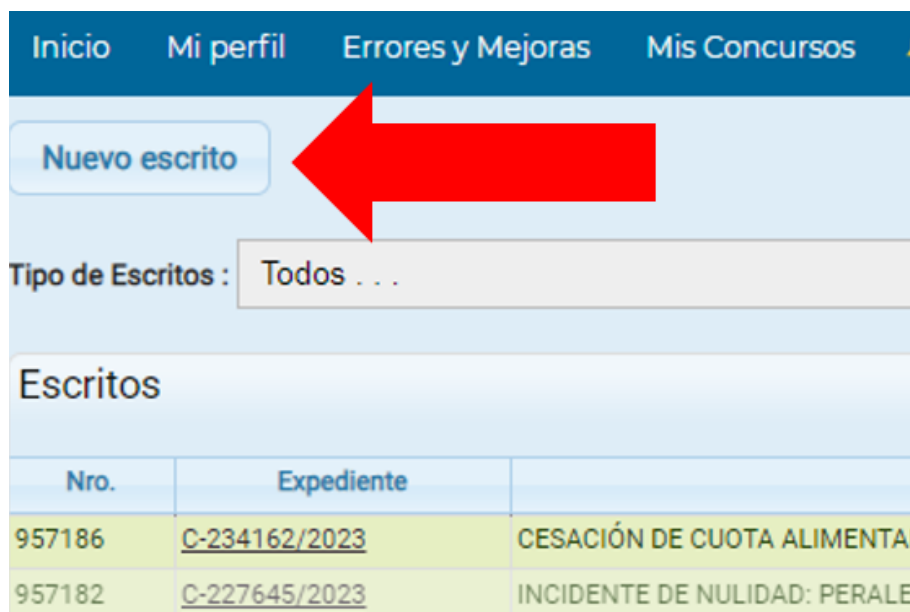 Inicio Mi perfil Errores y Mejoras Mis Concursos
Nuevo escrito
Tipo de Escritos : Todos . . .
Escritos
Nro. Expediente
957186 C-234162/2023 CESACIÓN DE CUOTA ALIMENTA
957182 C-227645/2023 INCIDENTE DE NULIDAD: PERALE